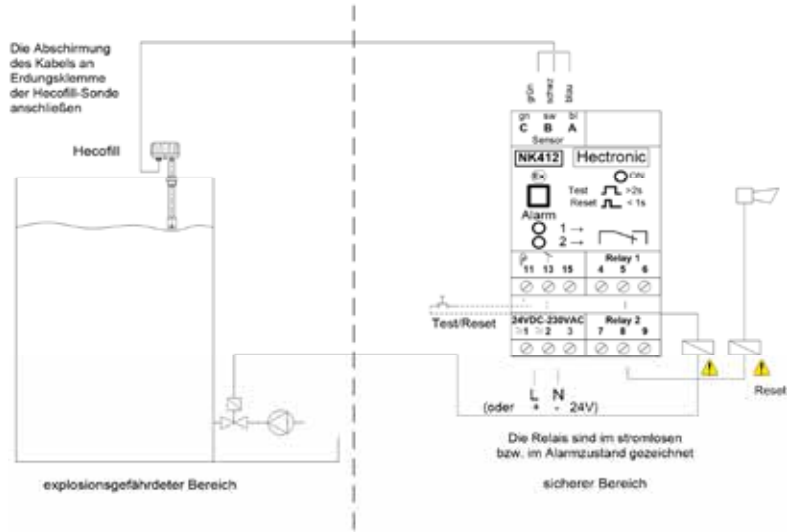 Die Abschirmung
des Kabels an
Erdungsklemme
der Hecofill-Sonde
anschließen
Hecofill
grün
schwz
blau
gn sw bl
C B A
Sensor
NK412 Hectronic
Ex ON
Test >2s
Reset < 1s
Alarm
1 →
2 →
Relay 1
11 13 15 4 5 6
Test/Reset
24VDC-230VAC Relay 2
1 2 3 7 8 9
Reset
L N
(oder + - 24V)
Die Relais sind im stromlosen
bzw. im Alarmzustand gezeichnet
explosionsgefährdeter Bereich
sicherer Bereich